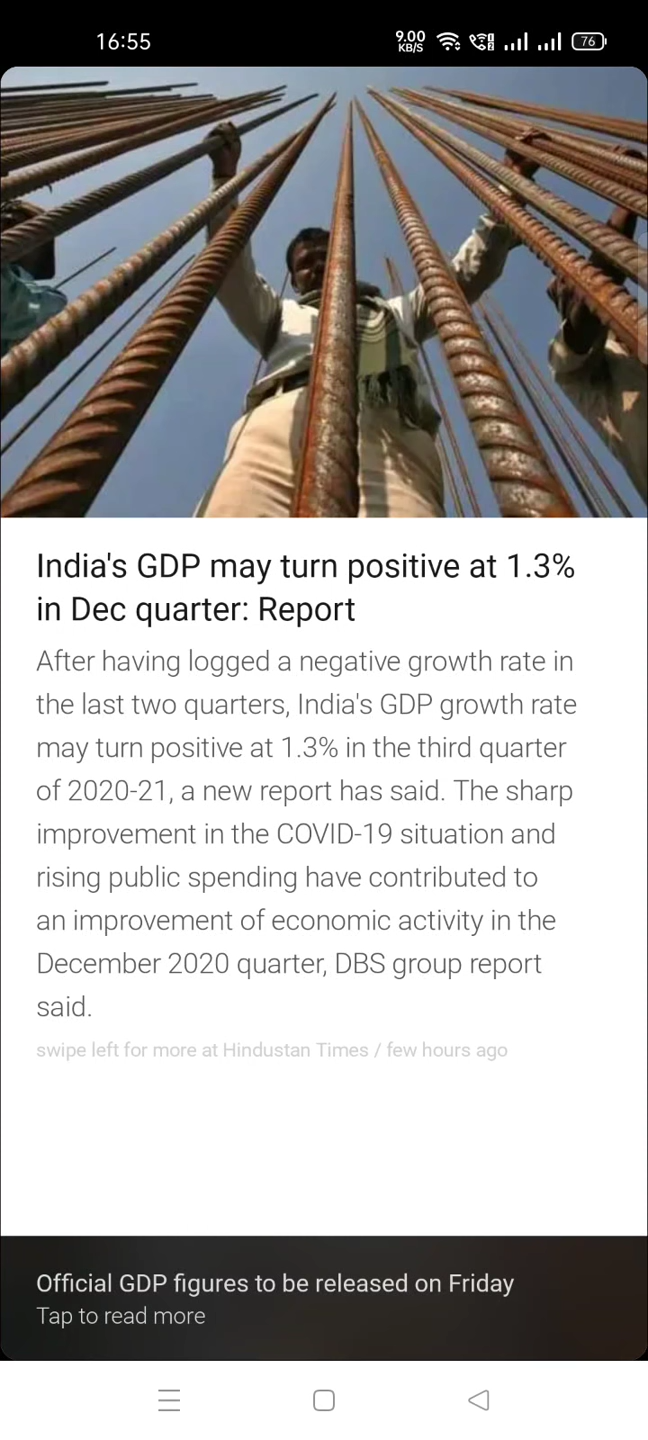 16:55
9.00
KB/S
76
India's GDP may turn positive at 1.3%
in Dec quarter: Report
After having logged a negative growth rate in
the last two quarters, India's GDP growth rate
may turn positive at 1.3% in the third quarter
of 2020-21, a new report has said. The sharp
improvement in the COVID-19 situation and
rising public spending have contributed to
an improvement of economic activity in the
December 2020 quarter, DBS group report
said.
swipe left for more at Hindustan Times / few hours ago
Official GDP figures to be released on Friday
Tap to read more